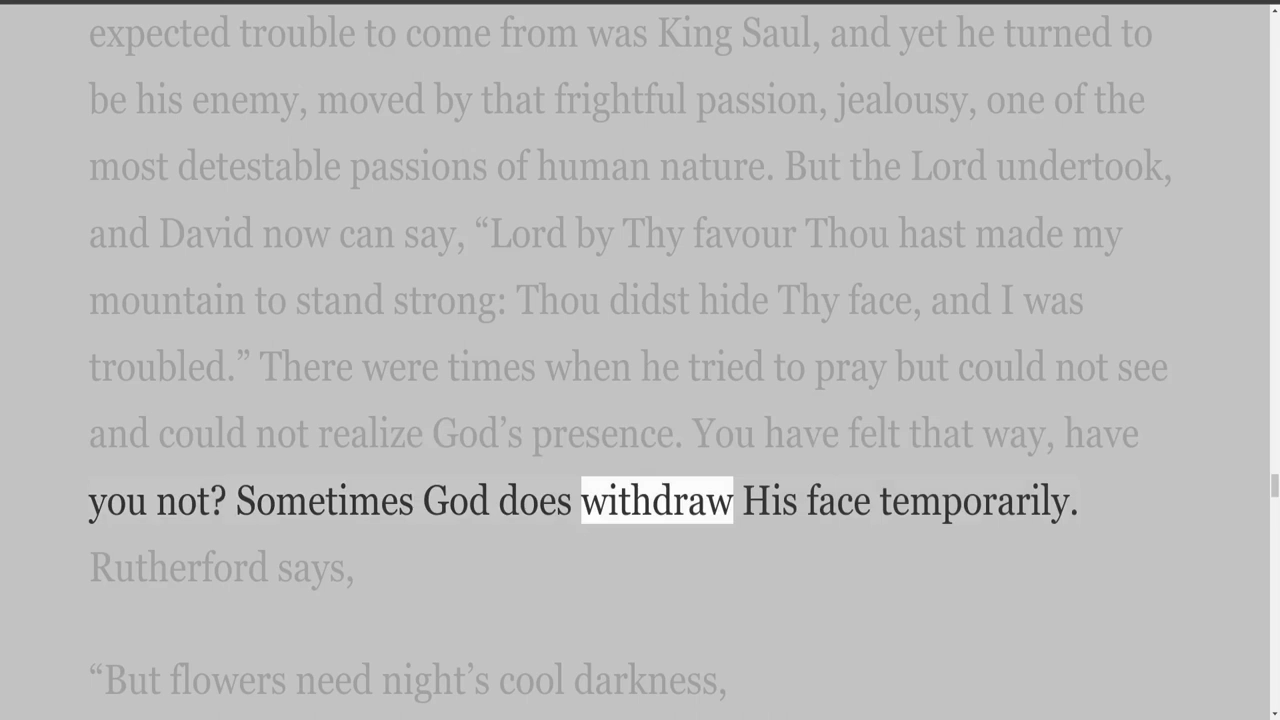 expected trouble to come from was King Saul, and yet he turned to
be his enemy, moved by that frightful passion, jealousy, one of the
most detestable passions of human nature. But the Lord undertook,
and David now can say, “Lord by Thy favour Thou hast made my
mountain to stand strong: Thou didst hide Thy face, and I was
troubled.” There were times when he tried to pray but could not see
and could not realize God’s presence. You have felt that way, have
you not? Sometimes God does withdraw His face temporarily.
Rutherford says,
“But flowers need night’s cool darkness,